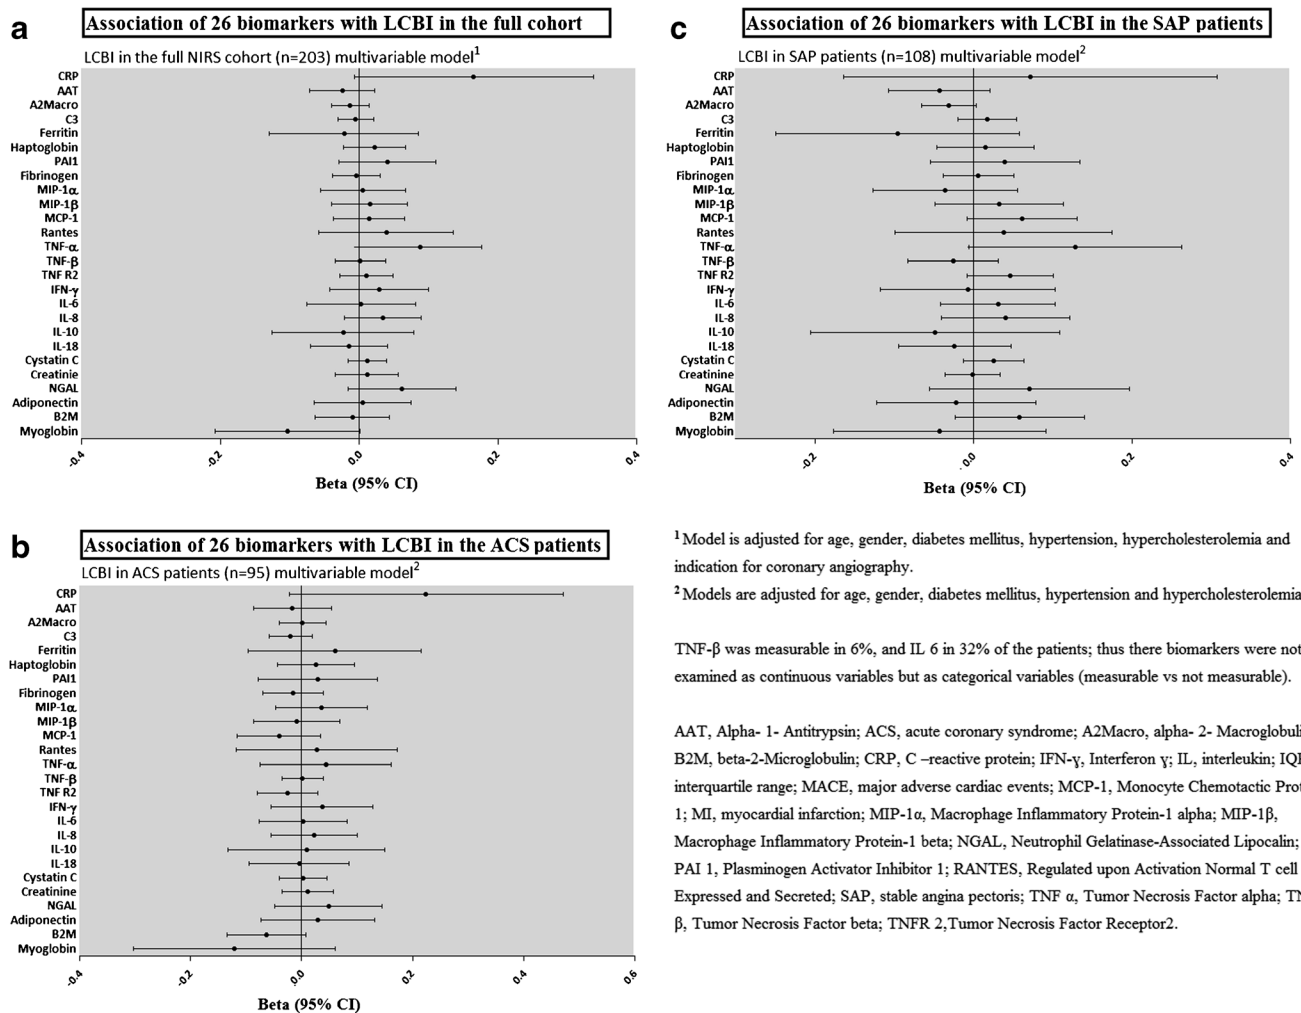 a
Association of 26 biomarkers with LCBI in the full cohort
LCBI in the full NIRS cohort (n=203) multivariable model1
CRP
AAT
A2Macro
C3
Ferritin
Haptoglobin
PAI1
Fibrinogen
MIP-1α
MIP-1β
MCP-1
Rantes
TNF-α
TNF-β
TNF R2
IFN-γ
IL-6
IL-8
IL-10
IL-18
Cystatin C
Creatinie
NGAL
Adiponectin
B2M
Myoglobin
-0.4 -0.2 0.0 0.2 0.4
Beta (95% CI)
b
Association of 26 biomarkers with LCBI in the ACS patients
LCBI in ACS patients (n=95) multivariable model2
CRP
AAT
A2Macro
C3
Ferritin
Haptoglobin
PAI1
Fibrinogen
MIP-1α
MIP-1β
MCP-1
Rantes
TNF-α
TNF-β
TNF R2
IFN-γ
IL-6
IL-8
IL-10
IL-18
Cystatin C
Creatinine
NGAL
Adiponectin
B2M
Myoglobin
-0.4 -0.2 0.0 0.2 0.4 0.6
Beta (95% CI)
c
Association of 26 biomarkers with LCBI in the SAP patients
LCBI in SAP patients (n=108) multivariable model2
CRP
AAT
A2Macro
C3
Ferritin
Haptoglobin
PAI1
Fibrinogen
MIP-1α
MIP-1β
MCP-1
Rantes
TNF-α
TNF-β
TNF R2
IFN-γ
IL-6
IL-8
IL-10
IL-18
Cystatin C
Creatinine
NGAL
Adiponectin
B2M
Myoglobin
-0.2 0.0 0.2 0.4
Beta (95% CI)
1 Model is adjusted for age, gender, diabetes mellitus, hypertension, hypercholesterolemia and
indication for coronary angiography.
2 Models are adjusted for age, gender, diabetes mellitus, hypertension and hypercholesterolemia
TNF-β was measurable in 6%, and IL 6 in 32% of the patients; thus there biomarkers were not
examined as continuous variables but as categorical variables (measurable vs not measurable).
AAT, Alpha- 1- Antitrypsin; ACS, acute coronary syndrome; A2Macro, alpha- 2-
B2M, beta-2-Microglobulin; CRP, C –reactive protein; IFN-γ, Interferon γ; IL, interleukin;
interquartile range; MACE, major adverse cardiac events; MCP-1, Monocyte Chemotactic
1; MI, myocardial infarction; MIP-1α, Macrophage Inflammatory Protein-1 alpha; MIP-1β,
Macrophage Inflammatory Protein-1 beta; NGAL, Neutrophil Gelatinase-Associated Lipocalin;
PAI 1, Plasminogen Activator Inhibitor 1; RANTES, Regulated upon Activation Normal T cell
Expressed and Secreted; SAP, stable angina pectoris; TNF α, Tumor Necrosis Factor alpha;
β, Tumor Necrosis Factor beta; TNFR 2,Tumor Necrosis Factor Receptor2.